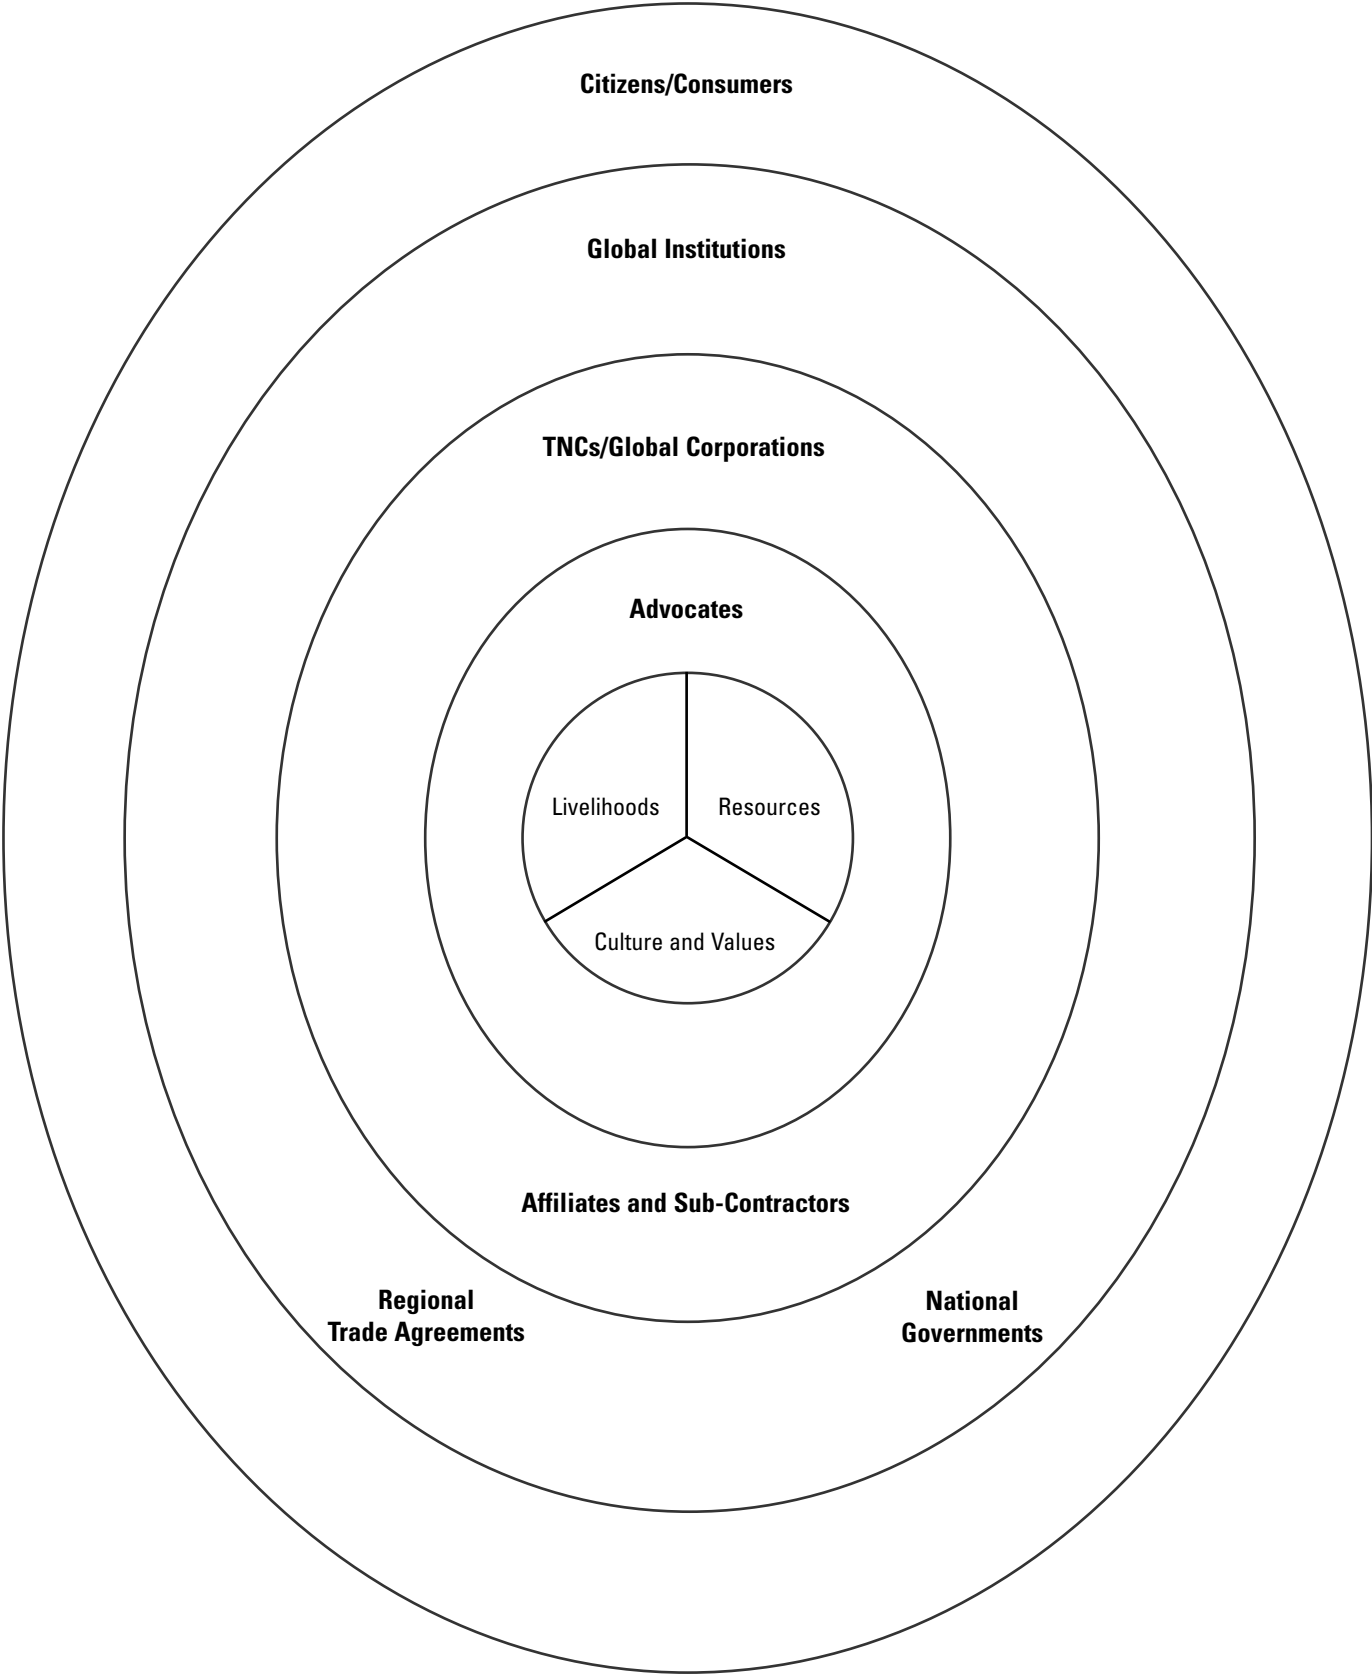 Citizens/Consumers
Global Institutions
TNCs/Global Corporations
Advocates
Livelihoods
Resources
Culture and Values
Affiliates and Sub-Contractors
Regional
Trade Agreements
National
Governments